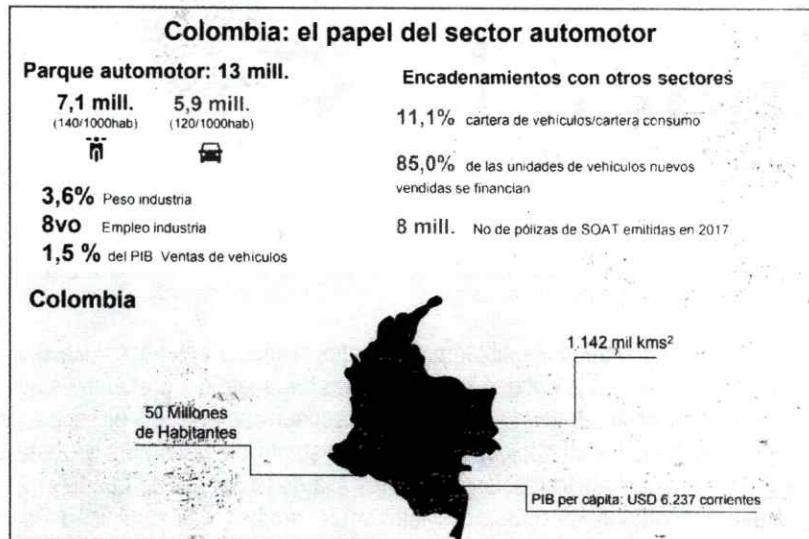 Colombia: el papel del sector automotor
Parque automotor: 13 mill.
7,1 mill.
(140/1000hab)
5,9 mill.
(120/1000hab)
3,6% Peso industria
8vo Empleo industria
1,5 % del PIB Ventas de vehículos
Encadenamientos con otros sectores
11,1% cartera de vehículos/cartera consumo
85,0% de las unidades de vehículos nuevos
vendidas se financian
8 mill. No de pólizas de SOAT emitidas en 2017
Colombia
1.142 mil kms²
50 Millones
de Habitantes
PIB per cápita: USD 6.237 corrientes